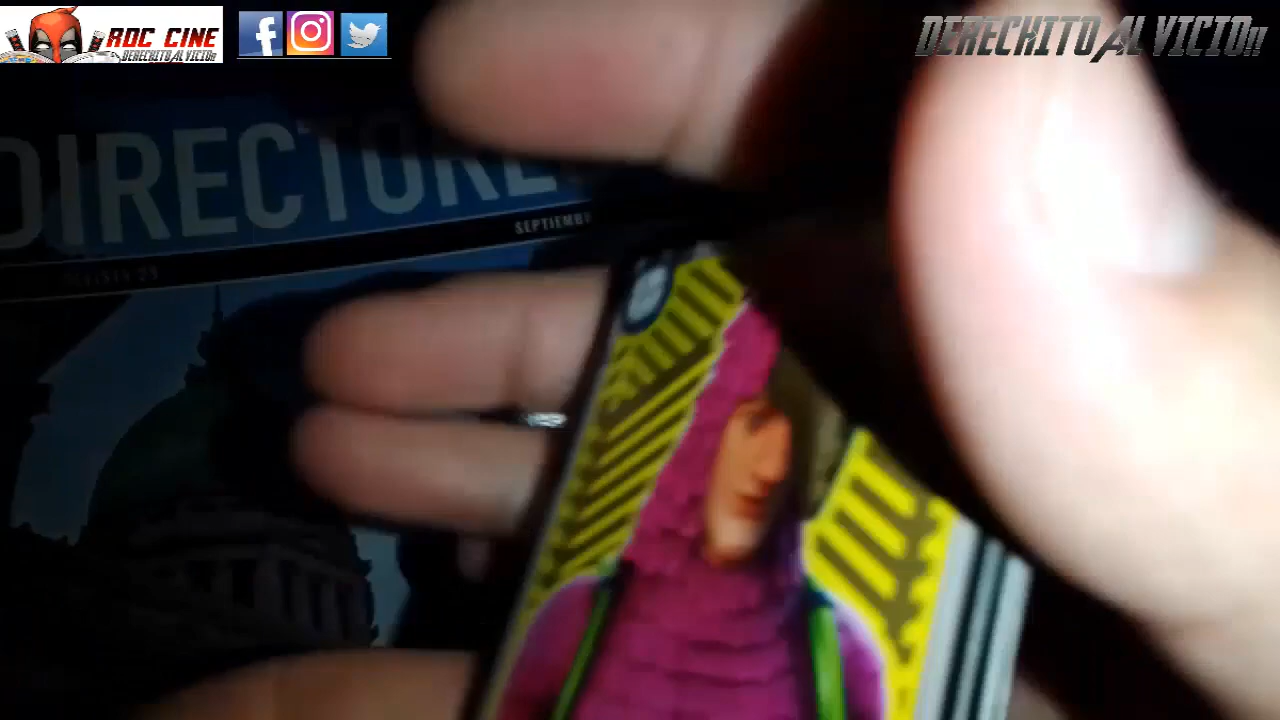 ROC CINE
DERECHITO AL VICIO!!
DERECHITO AL VICIO!!
DIRECTORE
SEPTIEMB